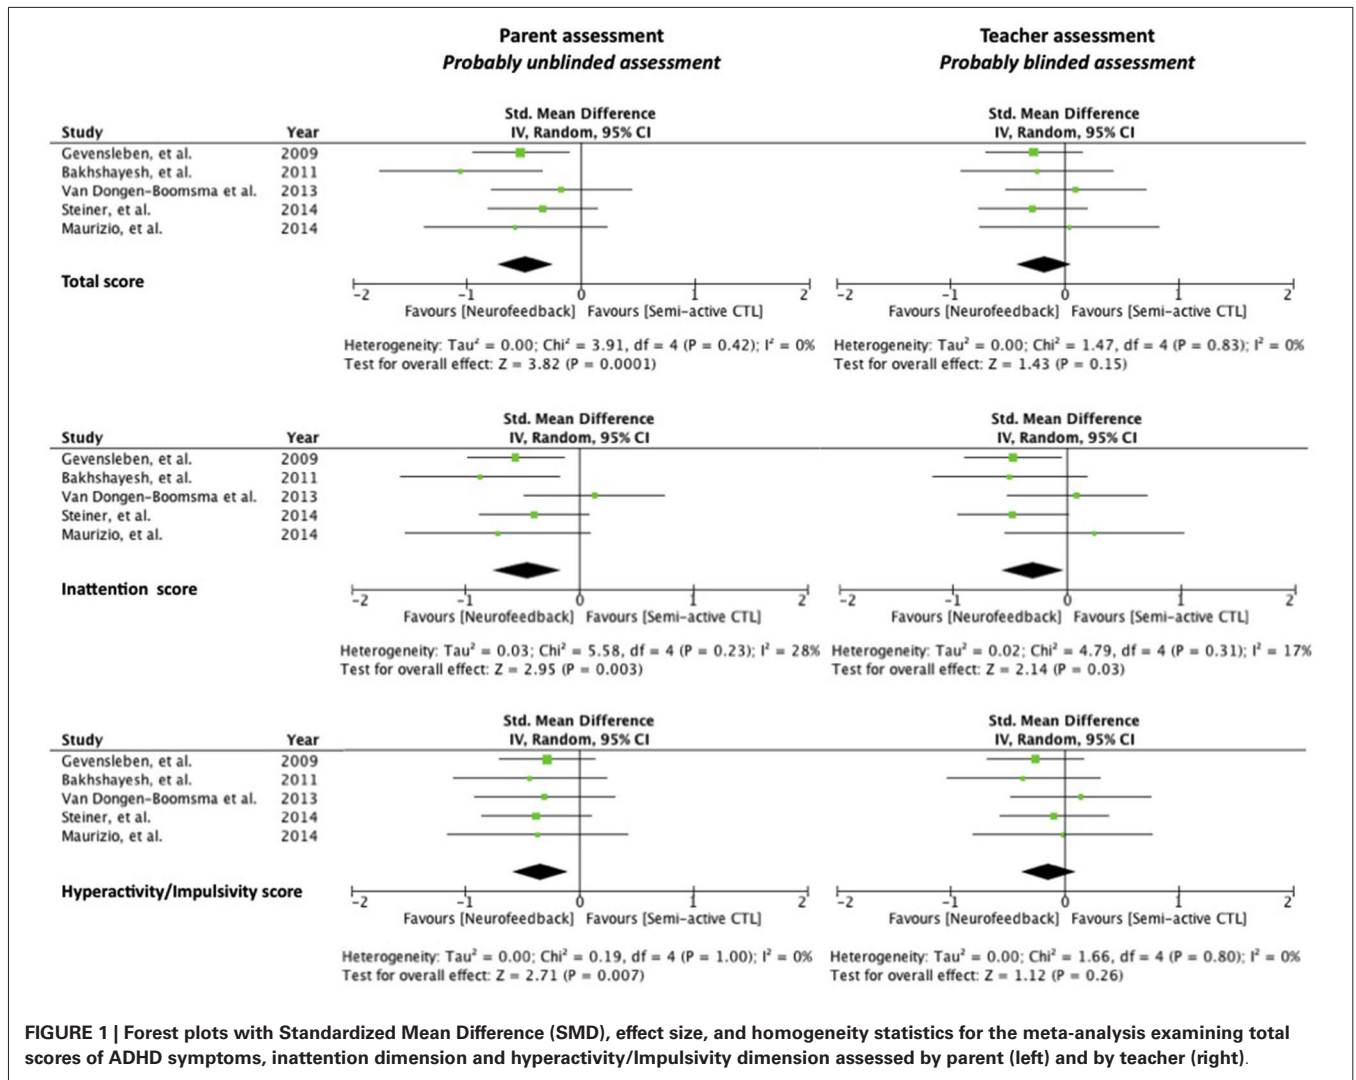 Parent assessment
Probably unblinded assessment
Teacher assessment
Probably blinded assessment
Std. Mean Difference
Std. Mean Difference
Study Year IV, Random, 95% CI IV, Random, 95% CI
Gevensleben, et al. 2009
Bakhshayesh, et al. 2011
Van Dongen-Boomsma et al. 2013
Steiner, et al. 2014
Maurizio, et al. 2014
Total score
-2 -1 0 1 2 -2 -1 0 1 2
Favours [Neurofeedback] Favours [Semi-active CTL] Favours [Neurofeedback] Favours [Semi-active CTL]
Heterogeneity: Tau² = 0.00; Chi² = 3.91, df = 4 (P = 0.42); I² = 0% Heterogeneity: Tau² = 0.00; Chi² = 1.47, df = 4 (P = 0.83); I² = 0%
Test for overall effect: Z = 3.82 (P = 0.0001) Test for overall effect: Z = 1.43 (P = 0.15)
Std. Mean Difference Std. Mean Difference
Study Year IV, Random, 95% CI IV, Random, 95% CI
Gevensleben, et al. 2009
Bakhshayesh, et al. 2011
Van Dongen-Boomsma et al. 2013
Steiner, et al. 2014
Maurizio, et al. 2014
Inattention score
-2 -1 0 1 2 -2 -1 0 1 2
Favours [Neurofeedback] Favours [Semi-active CTL] Favours [Neurofeedback] Favours [Semi-active CTL]
Heterogeneity: Tau² = 0.03; Chi² = 5.58, df = 4 (P = 0.23); I² = 28% Heterogeneity: Tau² = 0.02; Chi² = 4.79, df = 4 (P = 0.31); I² = 17%
Test for overall effect: Z = 2.95 (P = 0.003) Test for overall effect: Z = 2.14 (P = 0.03)
Std. Mean Difference Std. Mean Difference
Study Year IV, Random, 95% CI IV, Random, 95% CI
Gevensleben, et al. 2009
Bakhshayesh, et al. 2011
Van Dongen-Boomsma et al. 2013
Steiner, et al. 2014
Maurizio, et al. 2014
Hyperactivity/Impulsivity score
-2 -1 0 1 2 -2 -1 0 1 2
Favours [Neurofeedback] Favours [Semi-active CTL] Favours [Neurofeedback] Favours [Semi-active CTL]
Heterogeneity: Tau² = 0.00; Chi² = 0.19, df = 4 (P = 1.00); I² = 0% Heterogeneity: Tau² = 0.00; Chi² = 1.66, df = 4 (P = 0.80); I² = 0%
Test for overall effect: Z = 2.71 (P = 0.007) Test for overall effect: Z = 1.12 (P = 0.26)
FIGURE 1 | Forest plots with Standardized Mean Difference (SMD), effect size, and homogeneity statistics for the meta-analysis examining total
scores of ADHD symptoms, inattention dimension and hyperactivity/Impulsivity dimension assessed by parent (left) and by teacher (right).